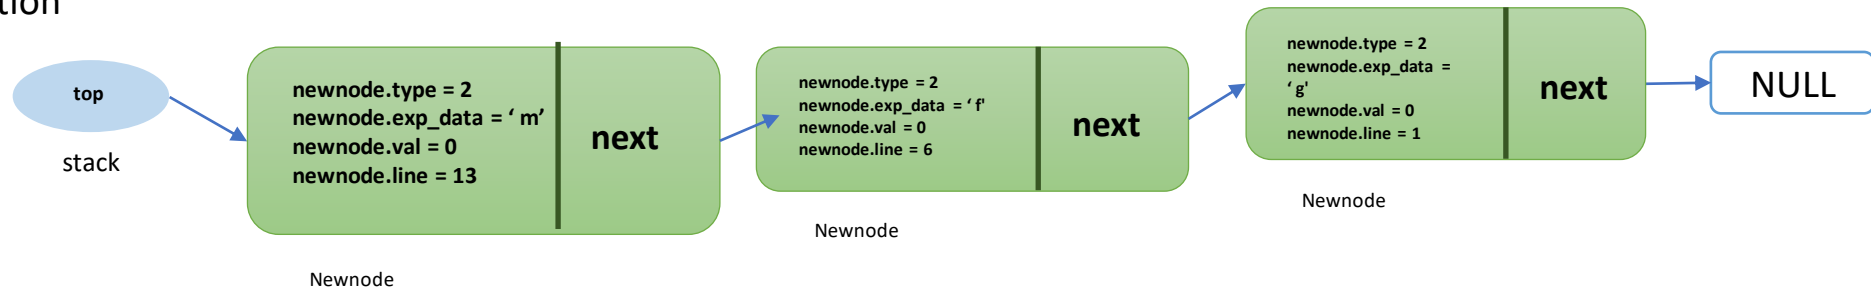 top
stack
newnode.type = 2
newnode.exp_data = ‘ m’
newnode.val = 0
newnode.line = 13
next
Newnode
newnode.type = 2
newnode.exp_data = ‘ f'
newnode.val = 0
newnode.line = 6
next
Newnode
newnode.type = 2
newnode.exp_data =
‘ g'
newnode.val = 0
newnode.line = 1
next
Newnode
NULL